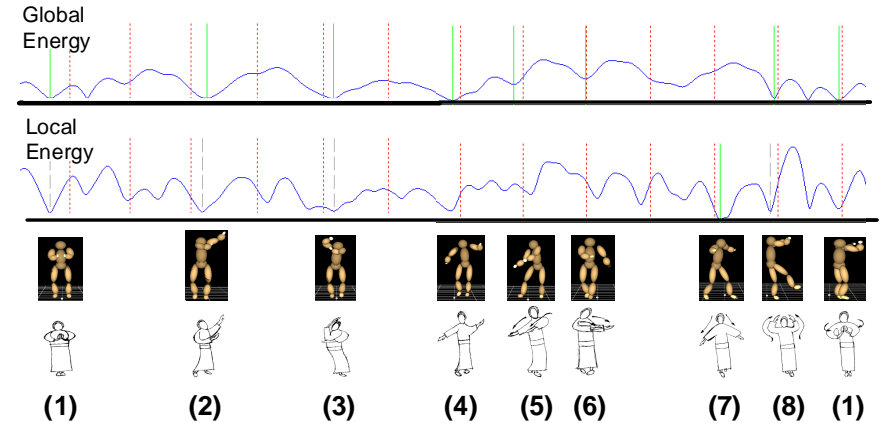 Global
Energy
Local
Energy
(1) (2) (3) (4) (5) (6) (7) (8) (1)